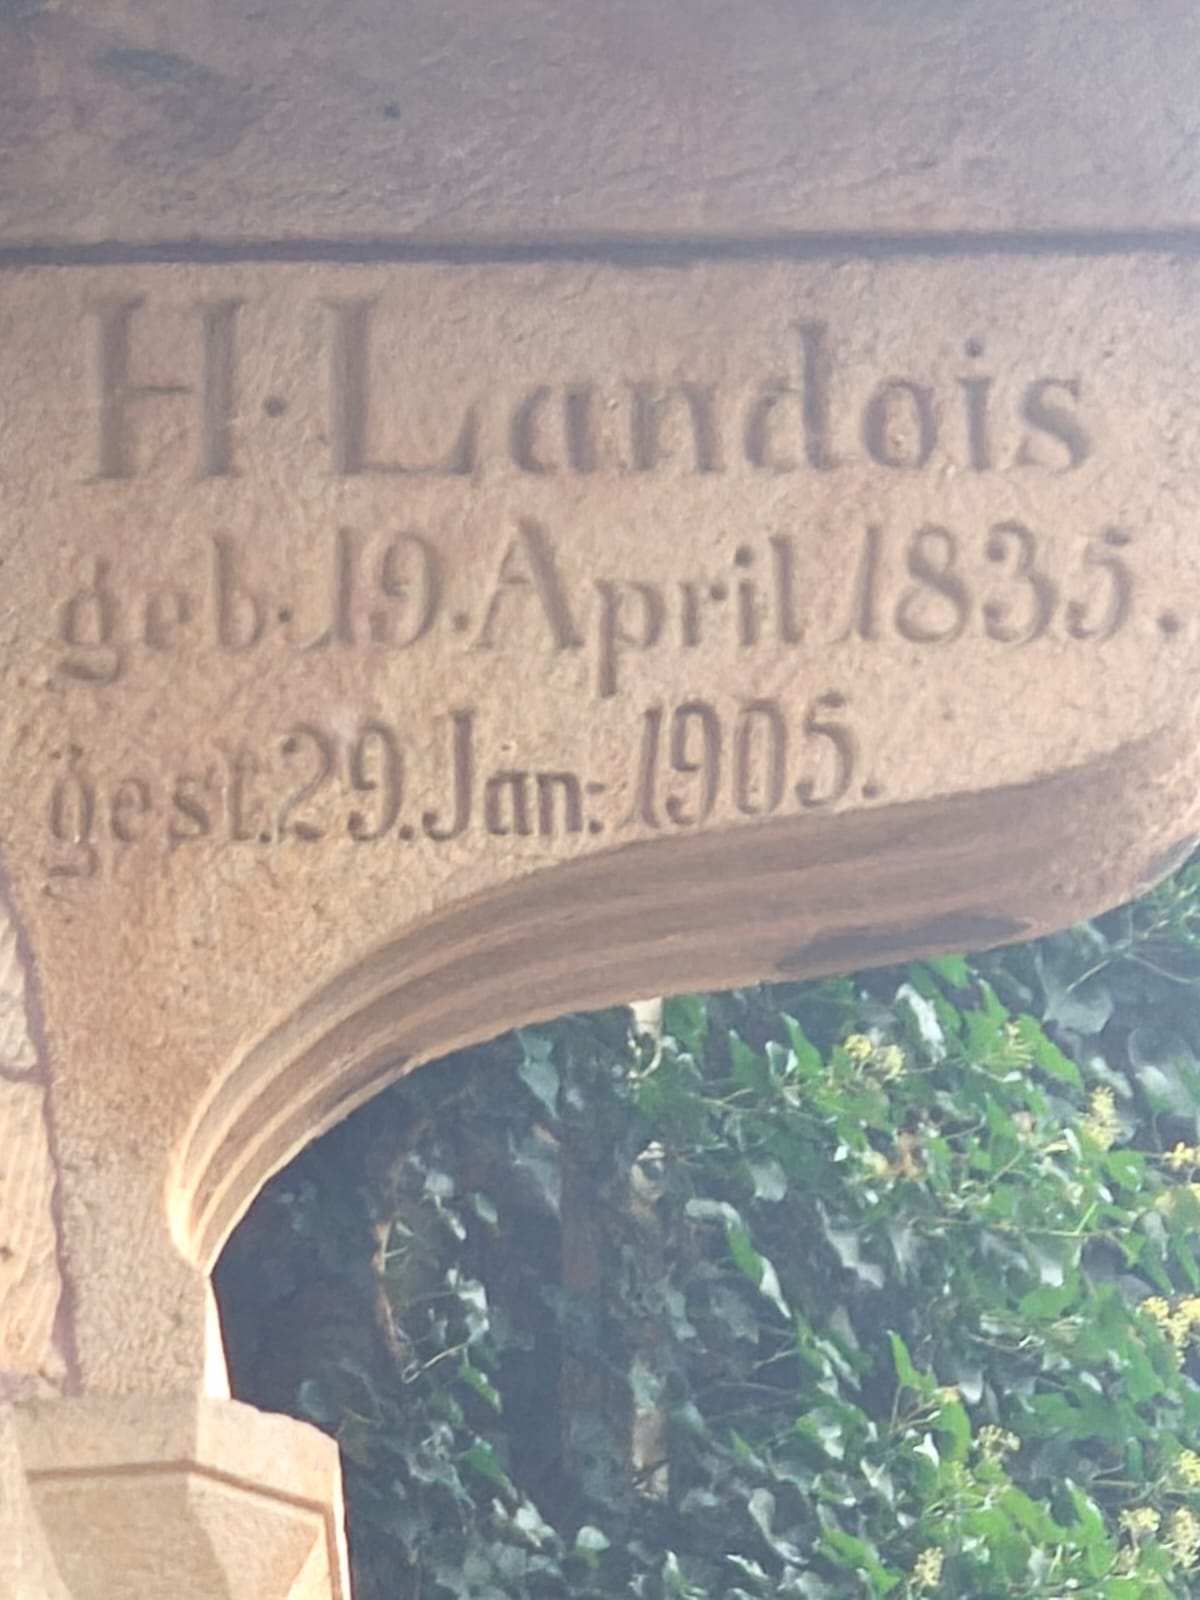 H. Landois
geb. 19. April 1835.
gest. 29. Jan: 1905.